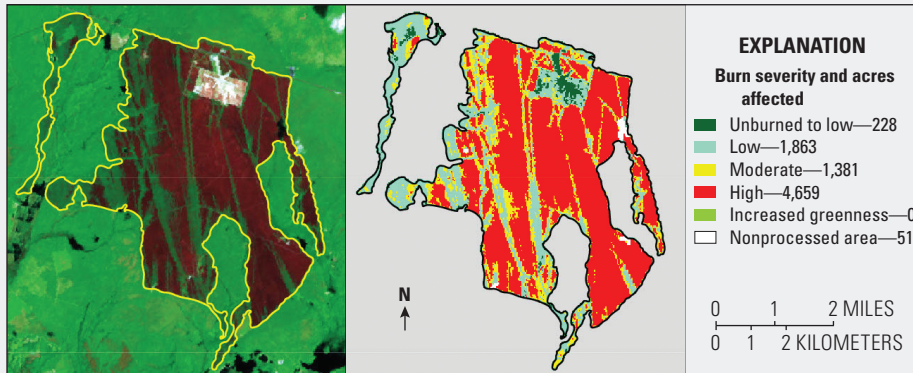 EXPLANATION
Burn severity and acres
affected
Unburned to low—228
Low—1,863
Moderate—1,381
High—4,659
Increased greenness—0
Nonprocessed area—51
N
0 1 2 MILES
0 1 2 KILOMETERS